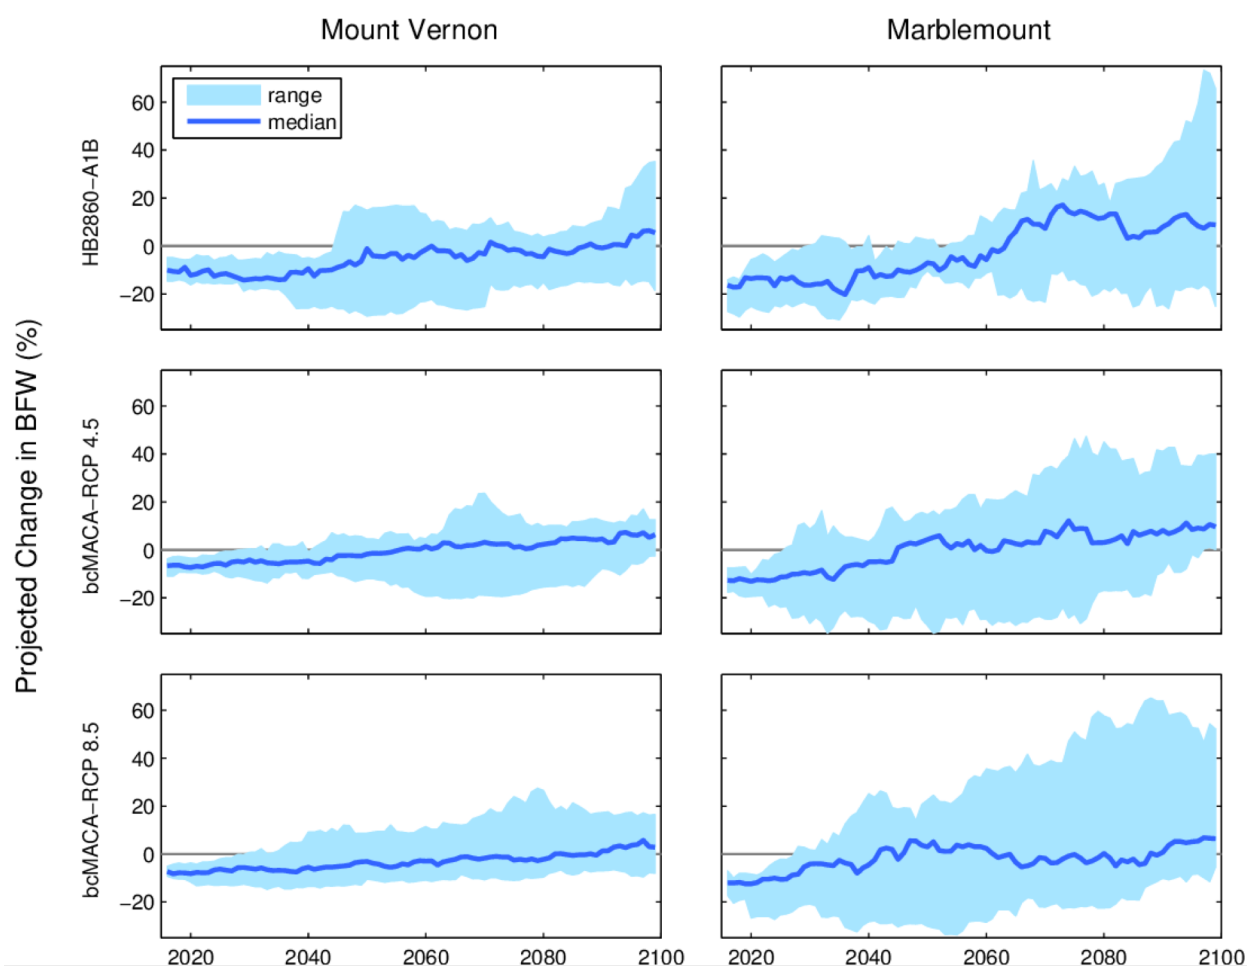 Mount Vernon
Marblemount
Projected Change in BFW (%)
HB2860−A1B
60
40
20
0
−20
range
median
bcMACA−RCP 4.5
60
40
20
0
−20
bcMACA−RCP 8.5
60
40
20
0
−20
2020 2040 2060 2080 2100
2020 2040 2060 2080 2100